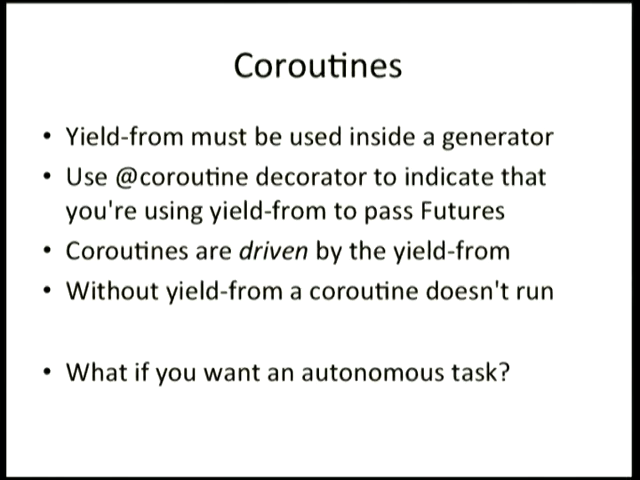 Coroutines
• Yield-from must be used inside a generator
• Use @coroutine decorator to indicate that
you're using yield-from to pass Futures
• Coroutines are driven by the yield-from
• Without yield-from a coroutine doesn't run
• What if you want an autonomous task?